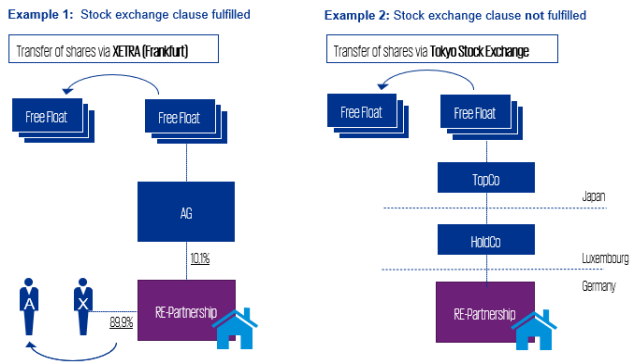 Example 1: Stock exchange clause fulfilled
Transfer of shares via XETRA (Frankfurt)
Free Float
Free Float
AG
10.1%
A
X
89.9%
RE-Partnership
Example 2: Stock exchange clause not fulfilled
Transfer of shares via Tokyo Stock Exchange
Free Float
Free Float
TopCo
Japan
HoldCo
Luxembourg
Germany
RE-Partnership